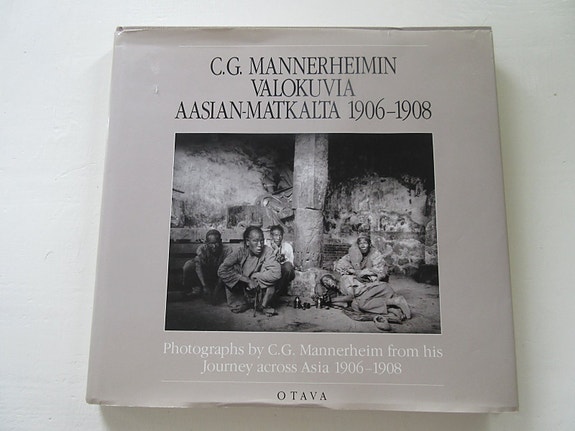 C.G. MANNERHEIMIN
VALOKUVIA
AASIAN-MATKALTA 1906–1908
Photographs by C.G. Mannerheim from his
Journey across Asia 1906–1908
OTAVA